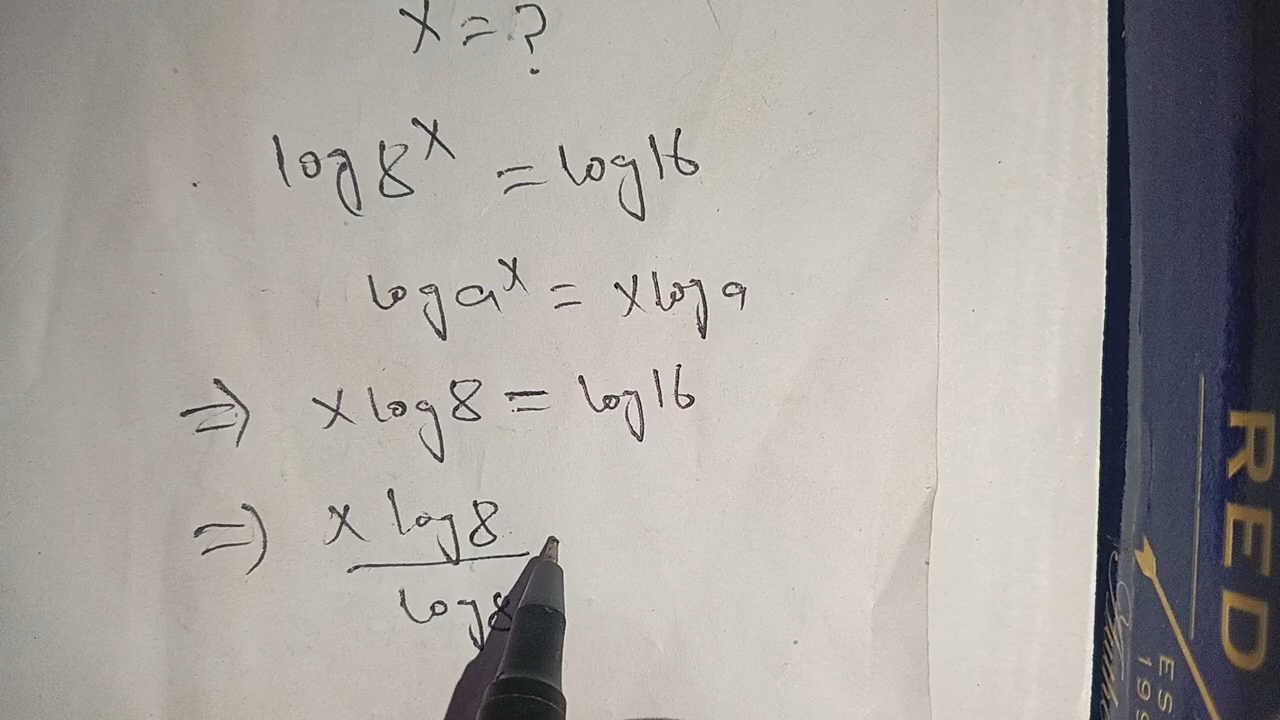 x = ?
log 8^x = log 16
log a^x = x log a
⇒ x log 8 = log 16
⇒ x log 8
log 8
RED